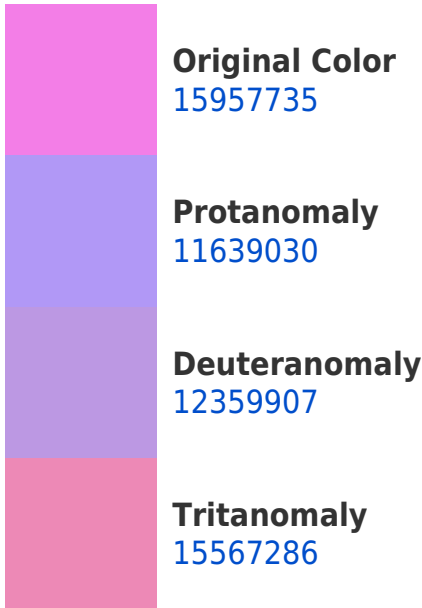 Original Color
15957735
Protanomaly
11639030
Deuteranomaly
12359907
Tritanomaly
15567286